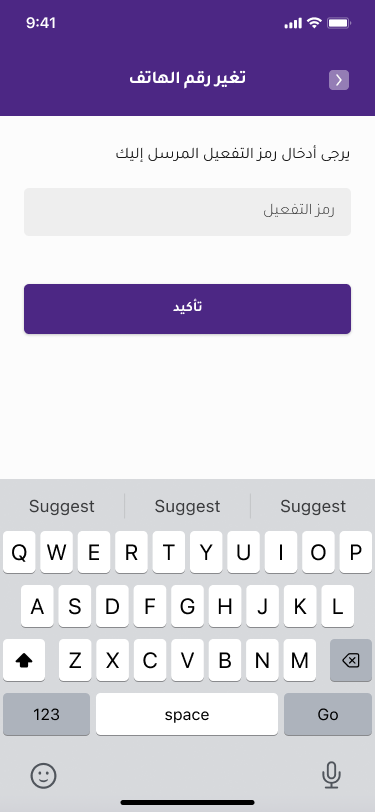 9:41
تغير رقم الهاتف
يرجى أدخال رمز التفعيل المرسل إليك
رمز التفعيل
تأكيد
Suggest Suggest Suggest
Q W E R T Y U I O P
A S D F G H J K L
Z X C V B N M
123 space Go